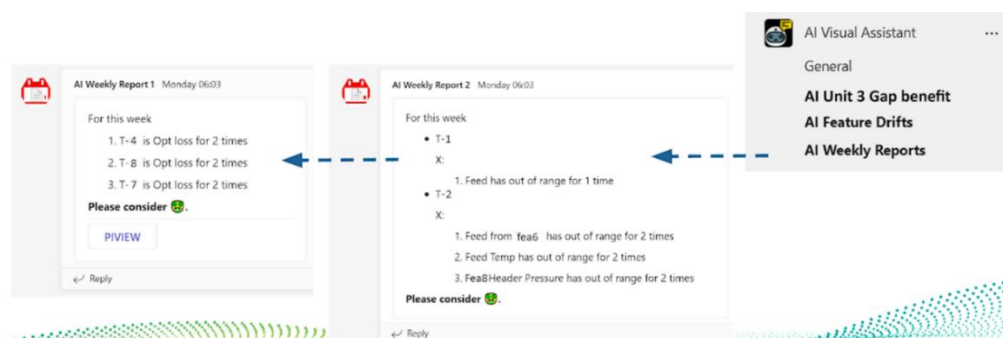 AI Weekly Report 1 Monday 06:03
For this week
1. T-4 is Opt loss for 2 times
2. T-8 is Opt loss for 2 times
3. T-7 is Opt loss for 2 times
Please consider 🤢.
PIVIEW
Reply
AI Weekly Report 2 Monday 06:03
For this week
• T-1
X:
1. Feed has out of range for 1 time
• T-2
X:
1. Feed from fea6 has out of range for 2 times
2. Feed Temp has out of range for 2 times
3. Fea8Header Pressure has out of range for 2 times
Please consider 🤢.
Reply
AI Visual Assistant ...
General
AI Unit 3 Gap benefit
AI Feature Drifts
AI Weekly Reports